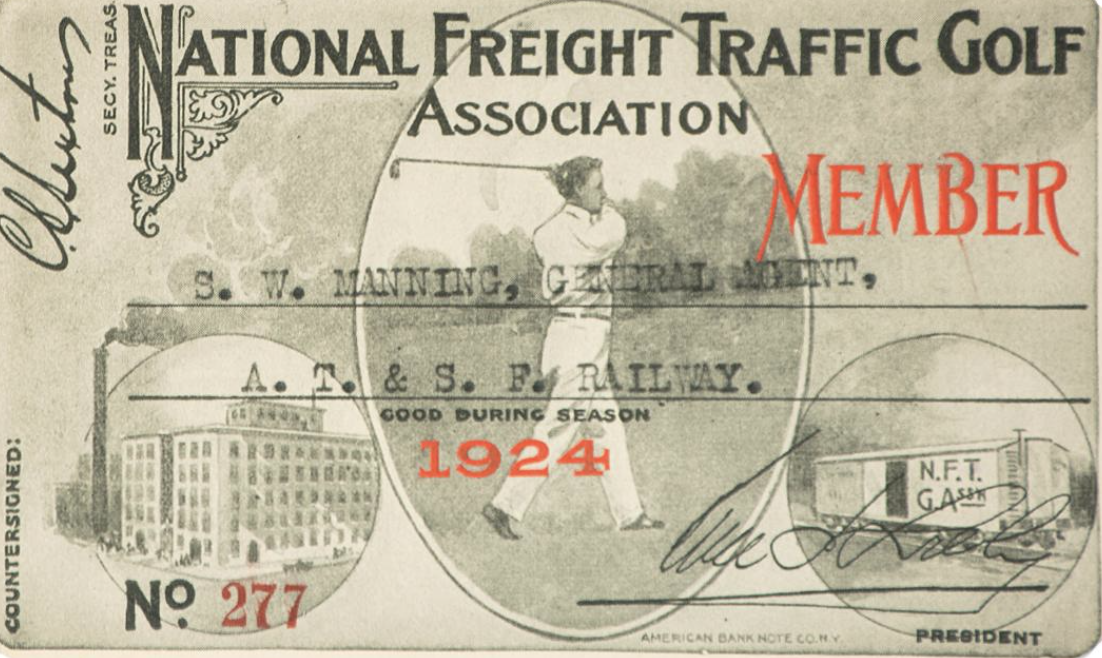 NATIONAL FREIGHT TRAFFIC GOLF
ASSOCIATION
MEMBER
S. W. MANNING, GENERAL AGENT,
A. T. & S. F. RAILWAY.
GOOD DURING SEASON
1924
N.F.T.
G.ASSN
No. 277
AMERICAN BANK NOTE CO. N.Y.
PRESIDENT
COUNTERSIGNED:
SECY. TREAS.